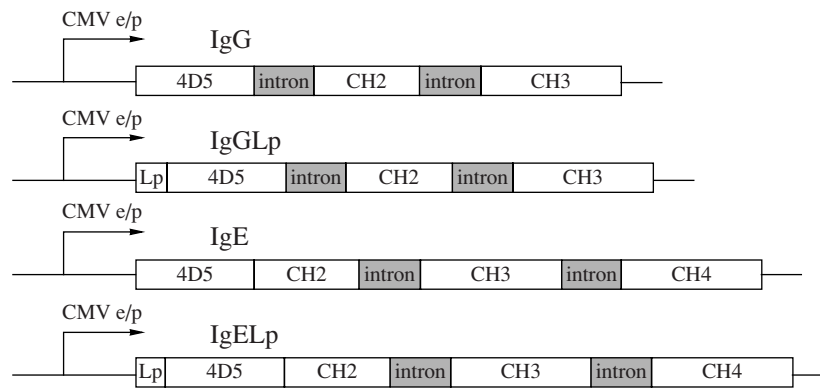 CMV e/p
IgG
4D5 intron CH2 intron CH3
CMV e/p
IgGLp
Lp 4D5 intron CH2 intron CH3
CMV e/p
IgE
4D5 CH2 intron CH3 intron CH4
CMV e/p
IgELp
Lp 4D5 CH2 intron CH3 intron CH4